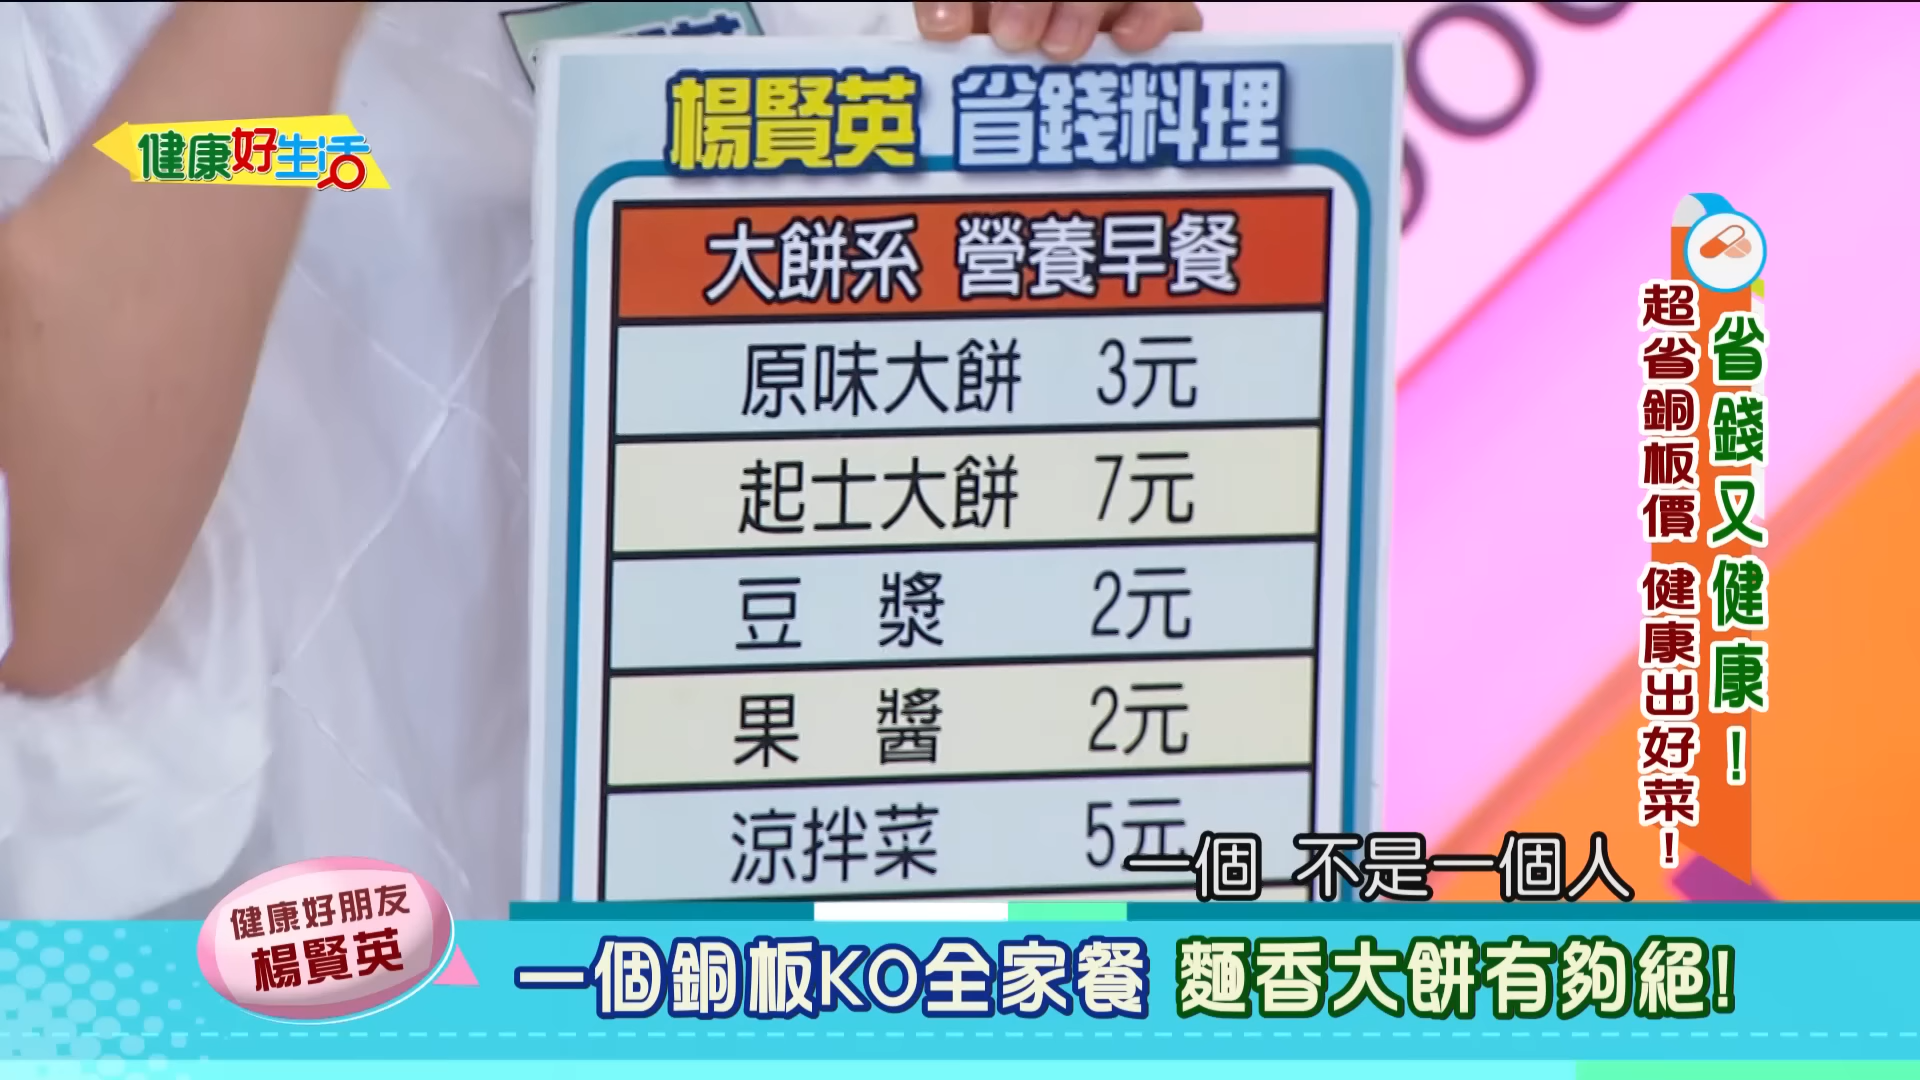 健康好生活
楊賢英 省錢料理
大餅系 營養早餐
原味大餅 3元
起士大餅 7元
豆漿 2元
果醬 2元
涼拌菜 5元
省錢又健康!
超省銅板價 健康出好菜!
一個 不是一個人
健康好朋友
楊賢英
一個銅板KO全家餐 麵香大餅有夠絕!